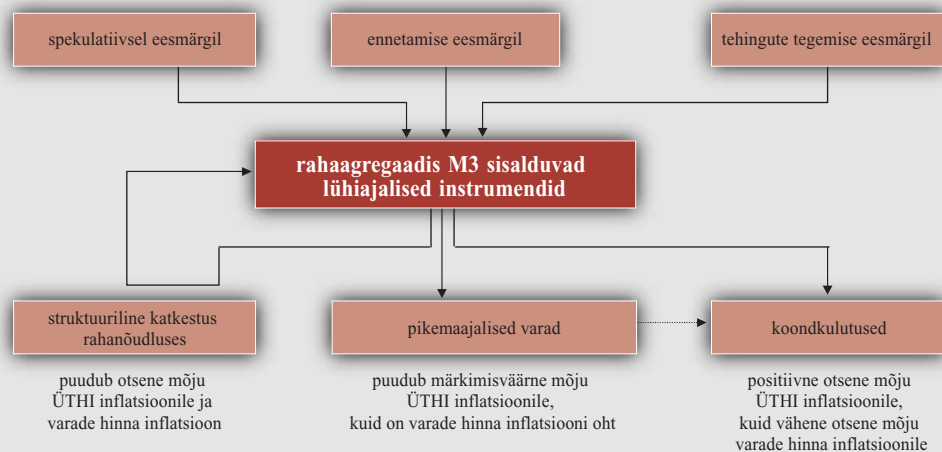 spekulatiivsel eesmärgil
ennetamise eesmärgil
tehingute tegemise eesmärgil
rahaagregaadis M3 sisalduvad
lühiajalised instrumendid
struktuuriline katkestus
rahanõudluses
pikemaajalised varad
koondkulutused
puudub otsene mõju
ÜTHI inflatsioonile ja
varade hinna inflatsioon
puudub märkimisväärne mõju
ÜTHI inflatsioonile,
kuid on varade hinna inflatsiooni oht
positiivne otsene mõju
ÜTHI inflatsioonile,
kuid vähene otsene mõju
varade hinna inflatsioonile